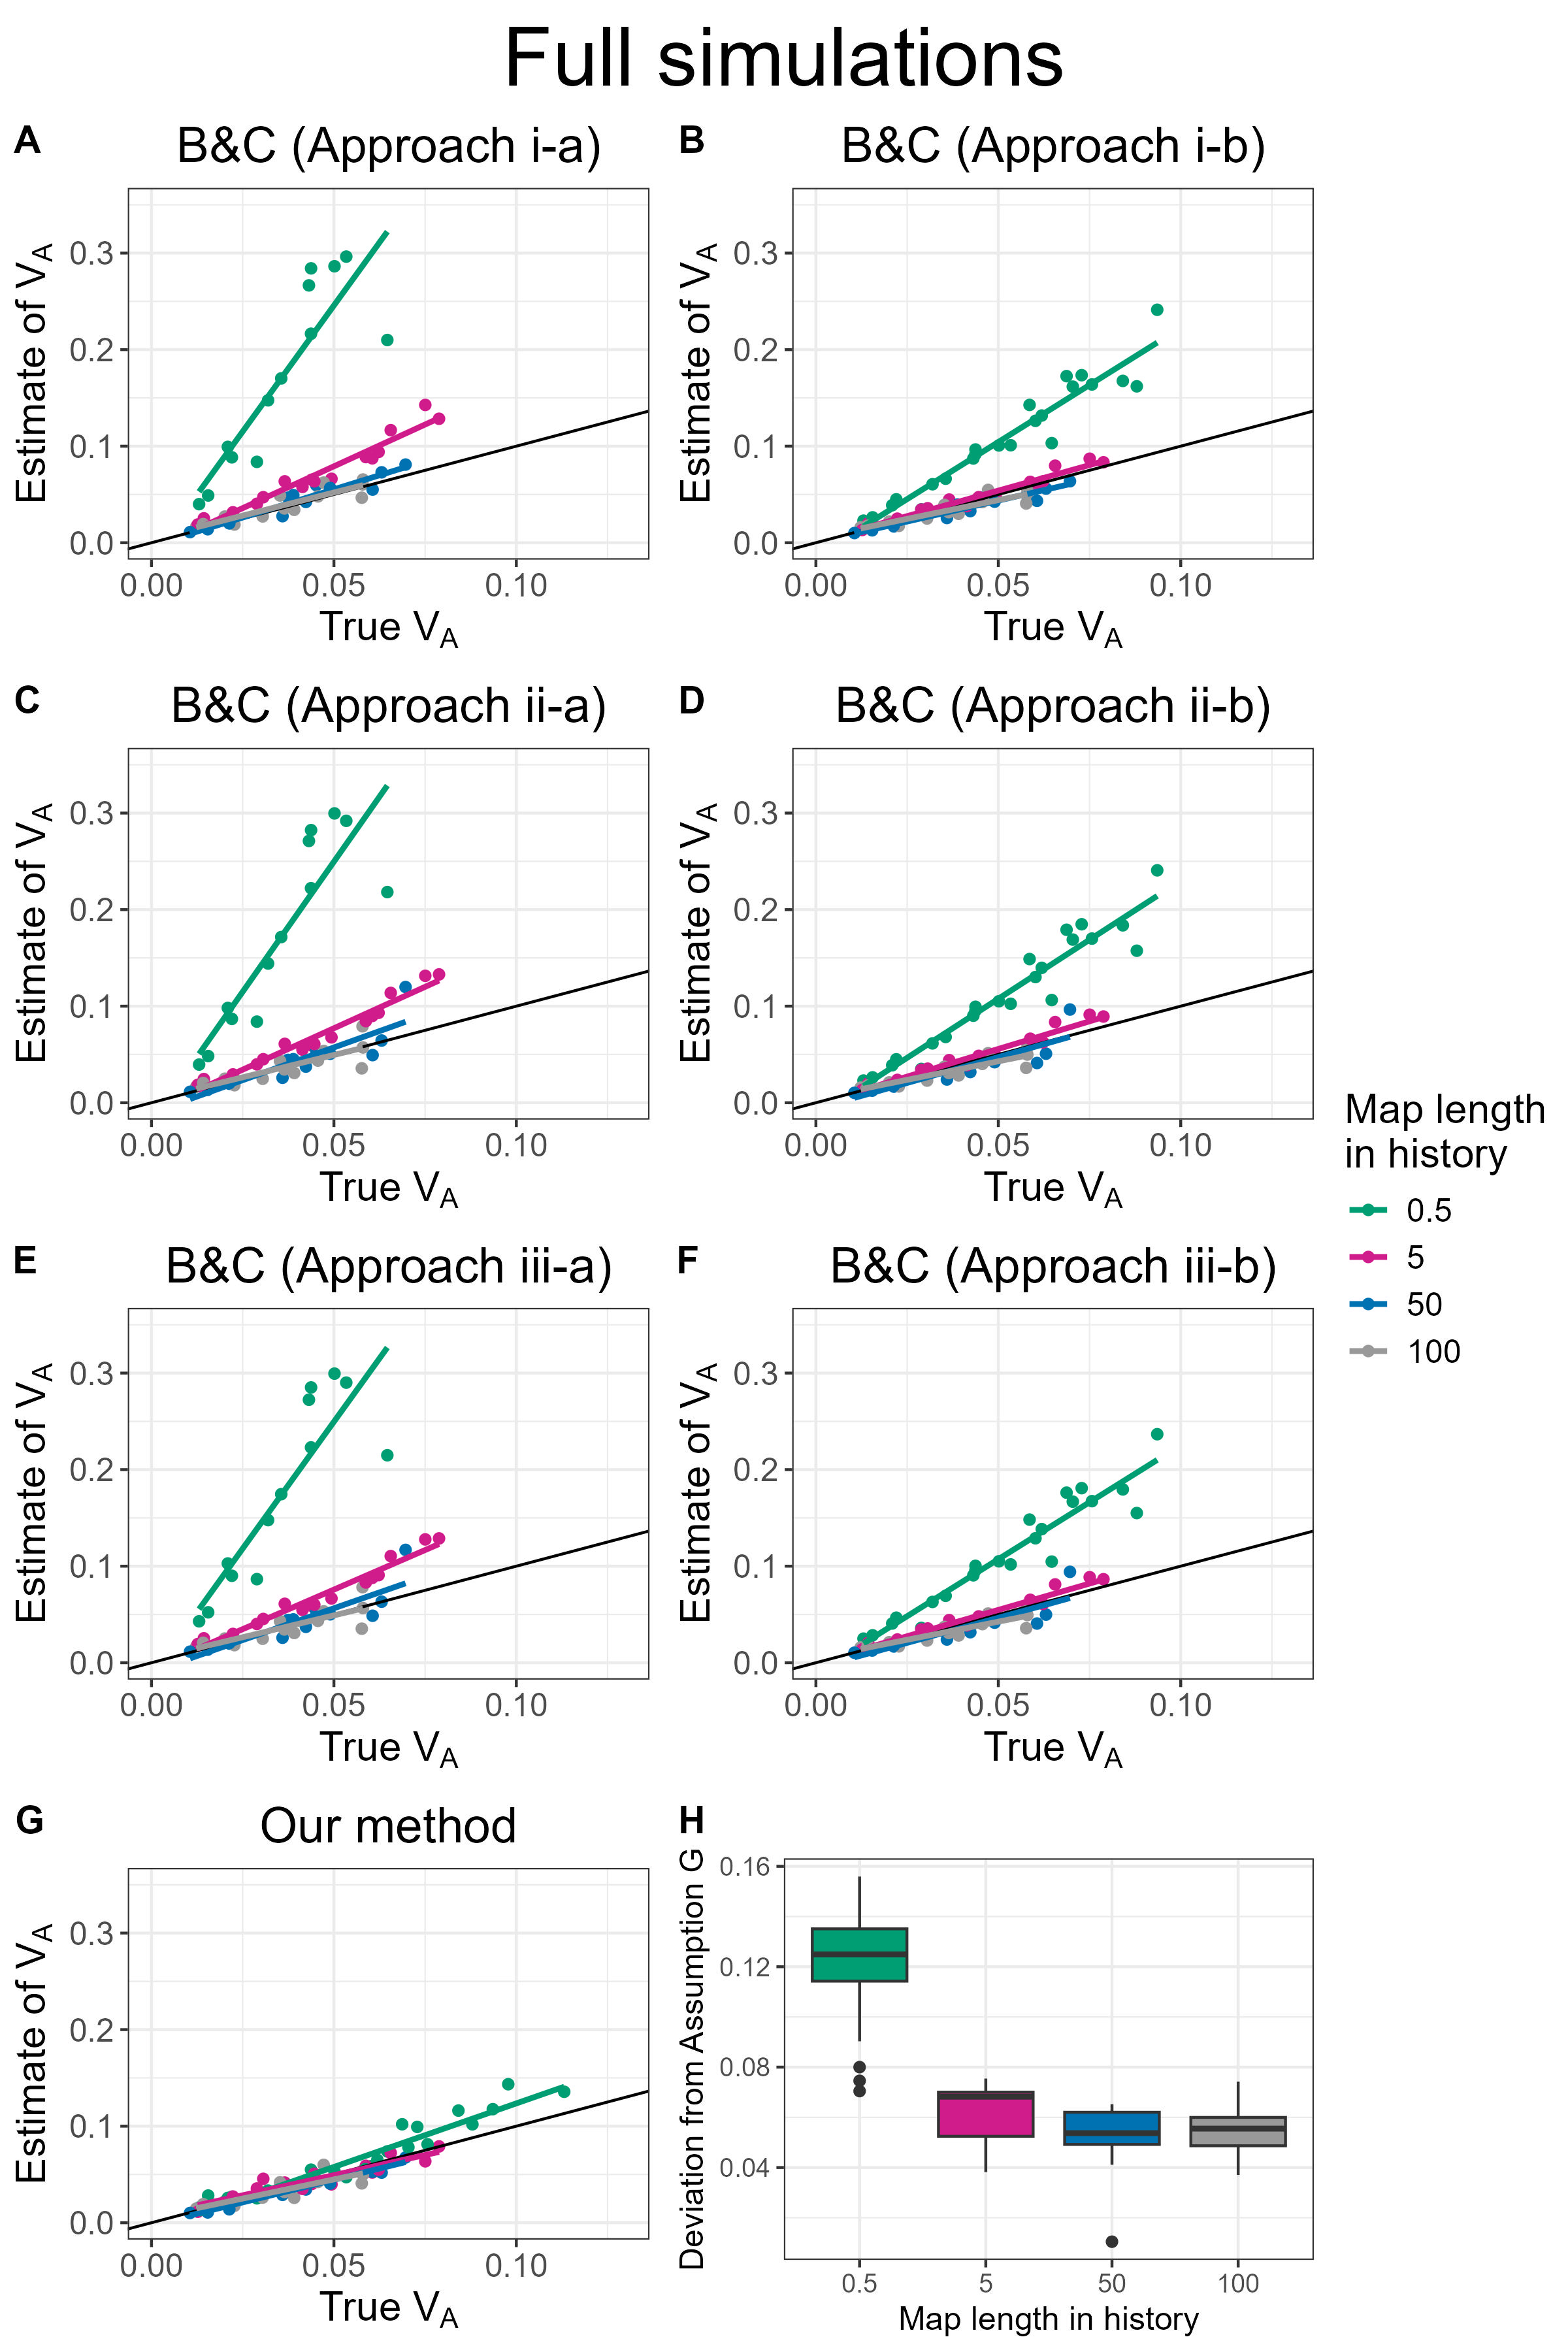 Full simulations
A
B&C (Approach i-a)
Estimate of VA
0.3
0.2
0.1
0.0
0.00 0.05 0.10
True VA
B
B&C (Approach i-b)
Estimate of VA
0.3
0.2
0.1
0.0
0.00 0.05 0.10
True VA
C
B&C (Approach ii-a)
Estimate of VA
0.3
0.2
0.1
0.0
0.00 0.05 0.10
True VA
D
B&C (Approach ii-b)
Estimate of VA
0.3
0.2
0.1
0.0
0.00 0.05 0.10
True VA
E
B&C (Approach iii-a)
Estimate of VA
0.3
0.2
0.1
0.0
0.00 0.05 0.10
True VA
F
B&C (Approach iii-b)
Estimate of VA
0.3
0.2
0.1
0.0
0.00 0.05 0.10
True VA
G
Our method
Estimate of VA
0.3
0.2
0.1
0.0
0.00 0.05 0.10
True VA
H
Deviation from Assumption G
0.16
0.12
0.08
0.04
0.5 5 50 100
Map length in history
Map length
in history
0.5
5
50
100